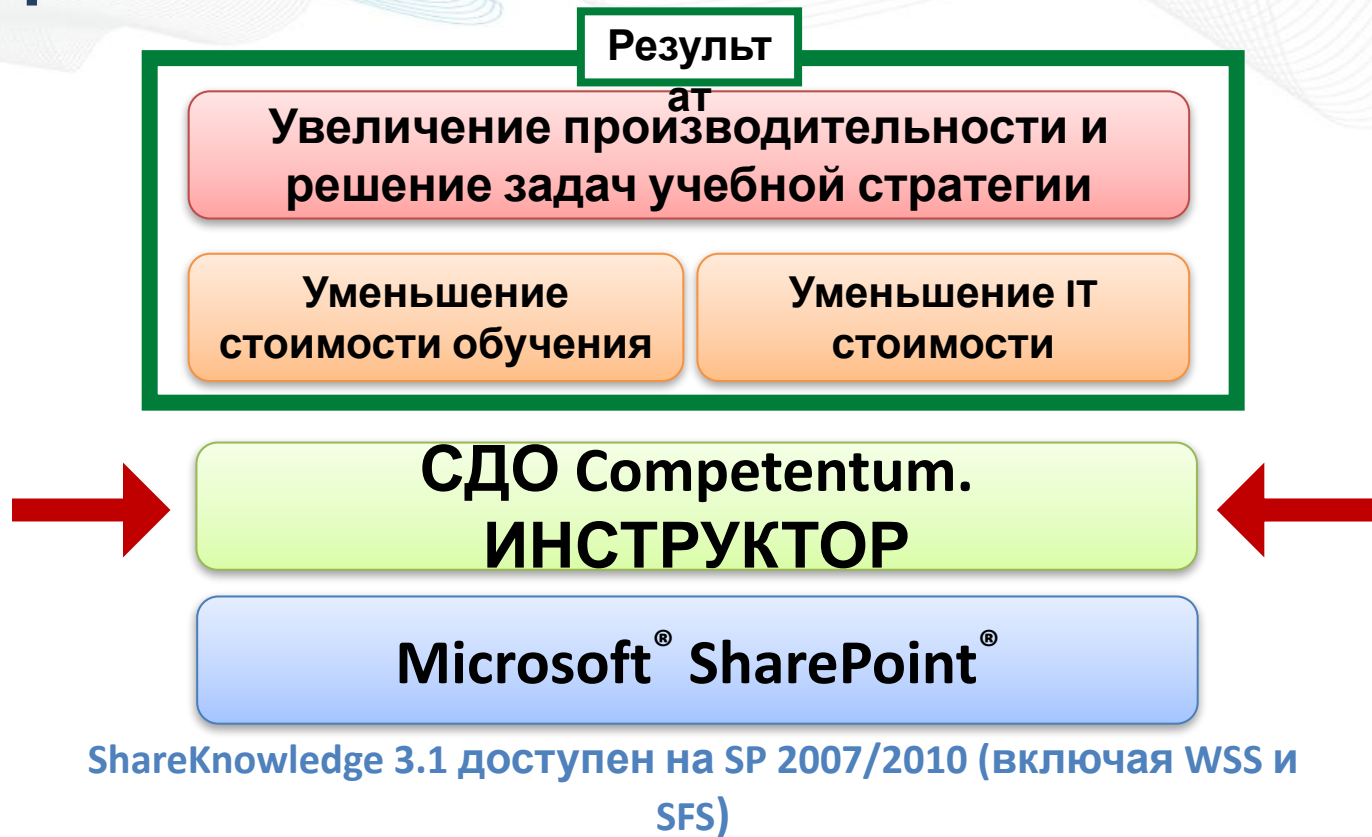 Результ
ат
Увеличение производительности и
решение задач учебной стратегии
Уменьшение
стоимости обучения
Уменьшение IT
стоимости
СДО Competentum.
ИНСТРУКТОР
Microsoft® SharePoint®
ShareKnowledge 3.1 доступен на SP 2007/2010 (включая WSS и
SFS)